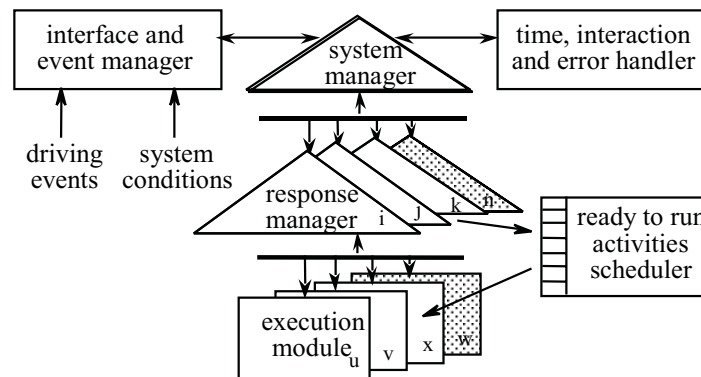 interface and
event manager
system
manager
time, interaction
and error handler
driving
events
system
conditions
response
manager
i
j
k
n
ready to run
activities
scheduler
execution
module
u
v
x
w